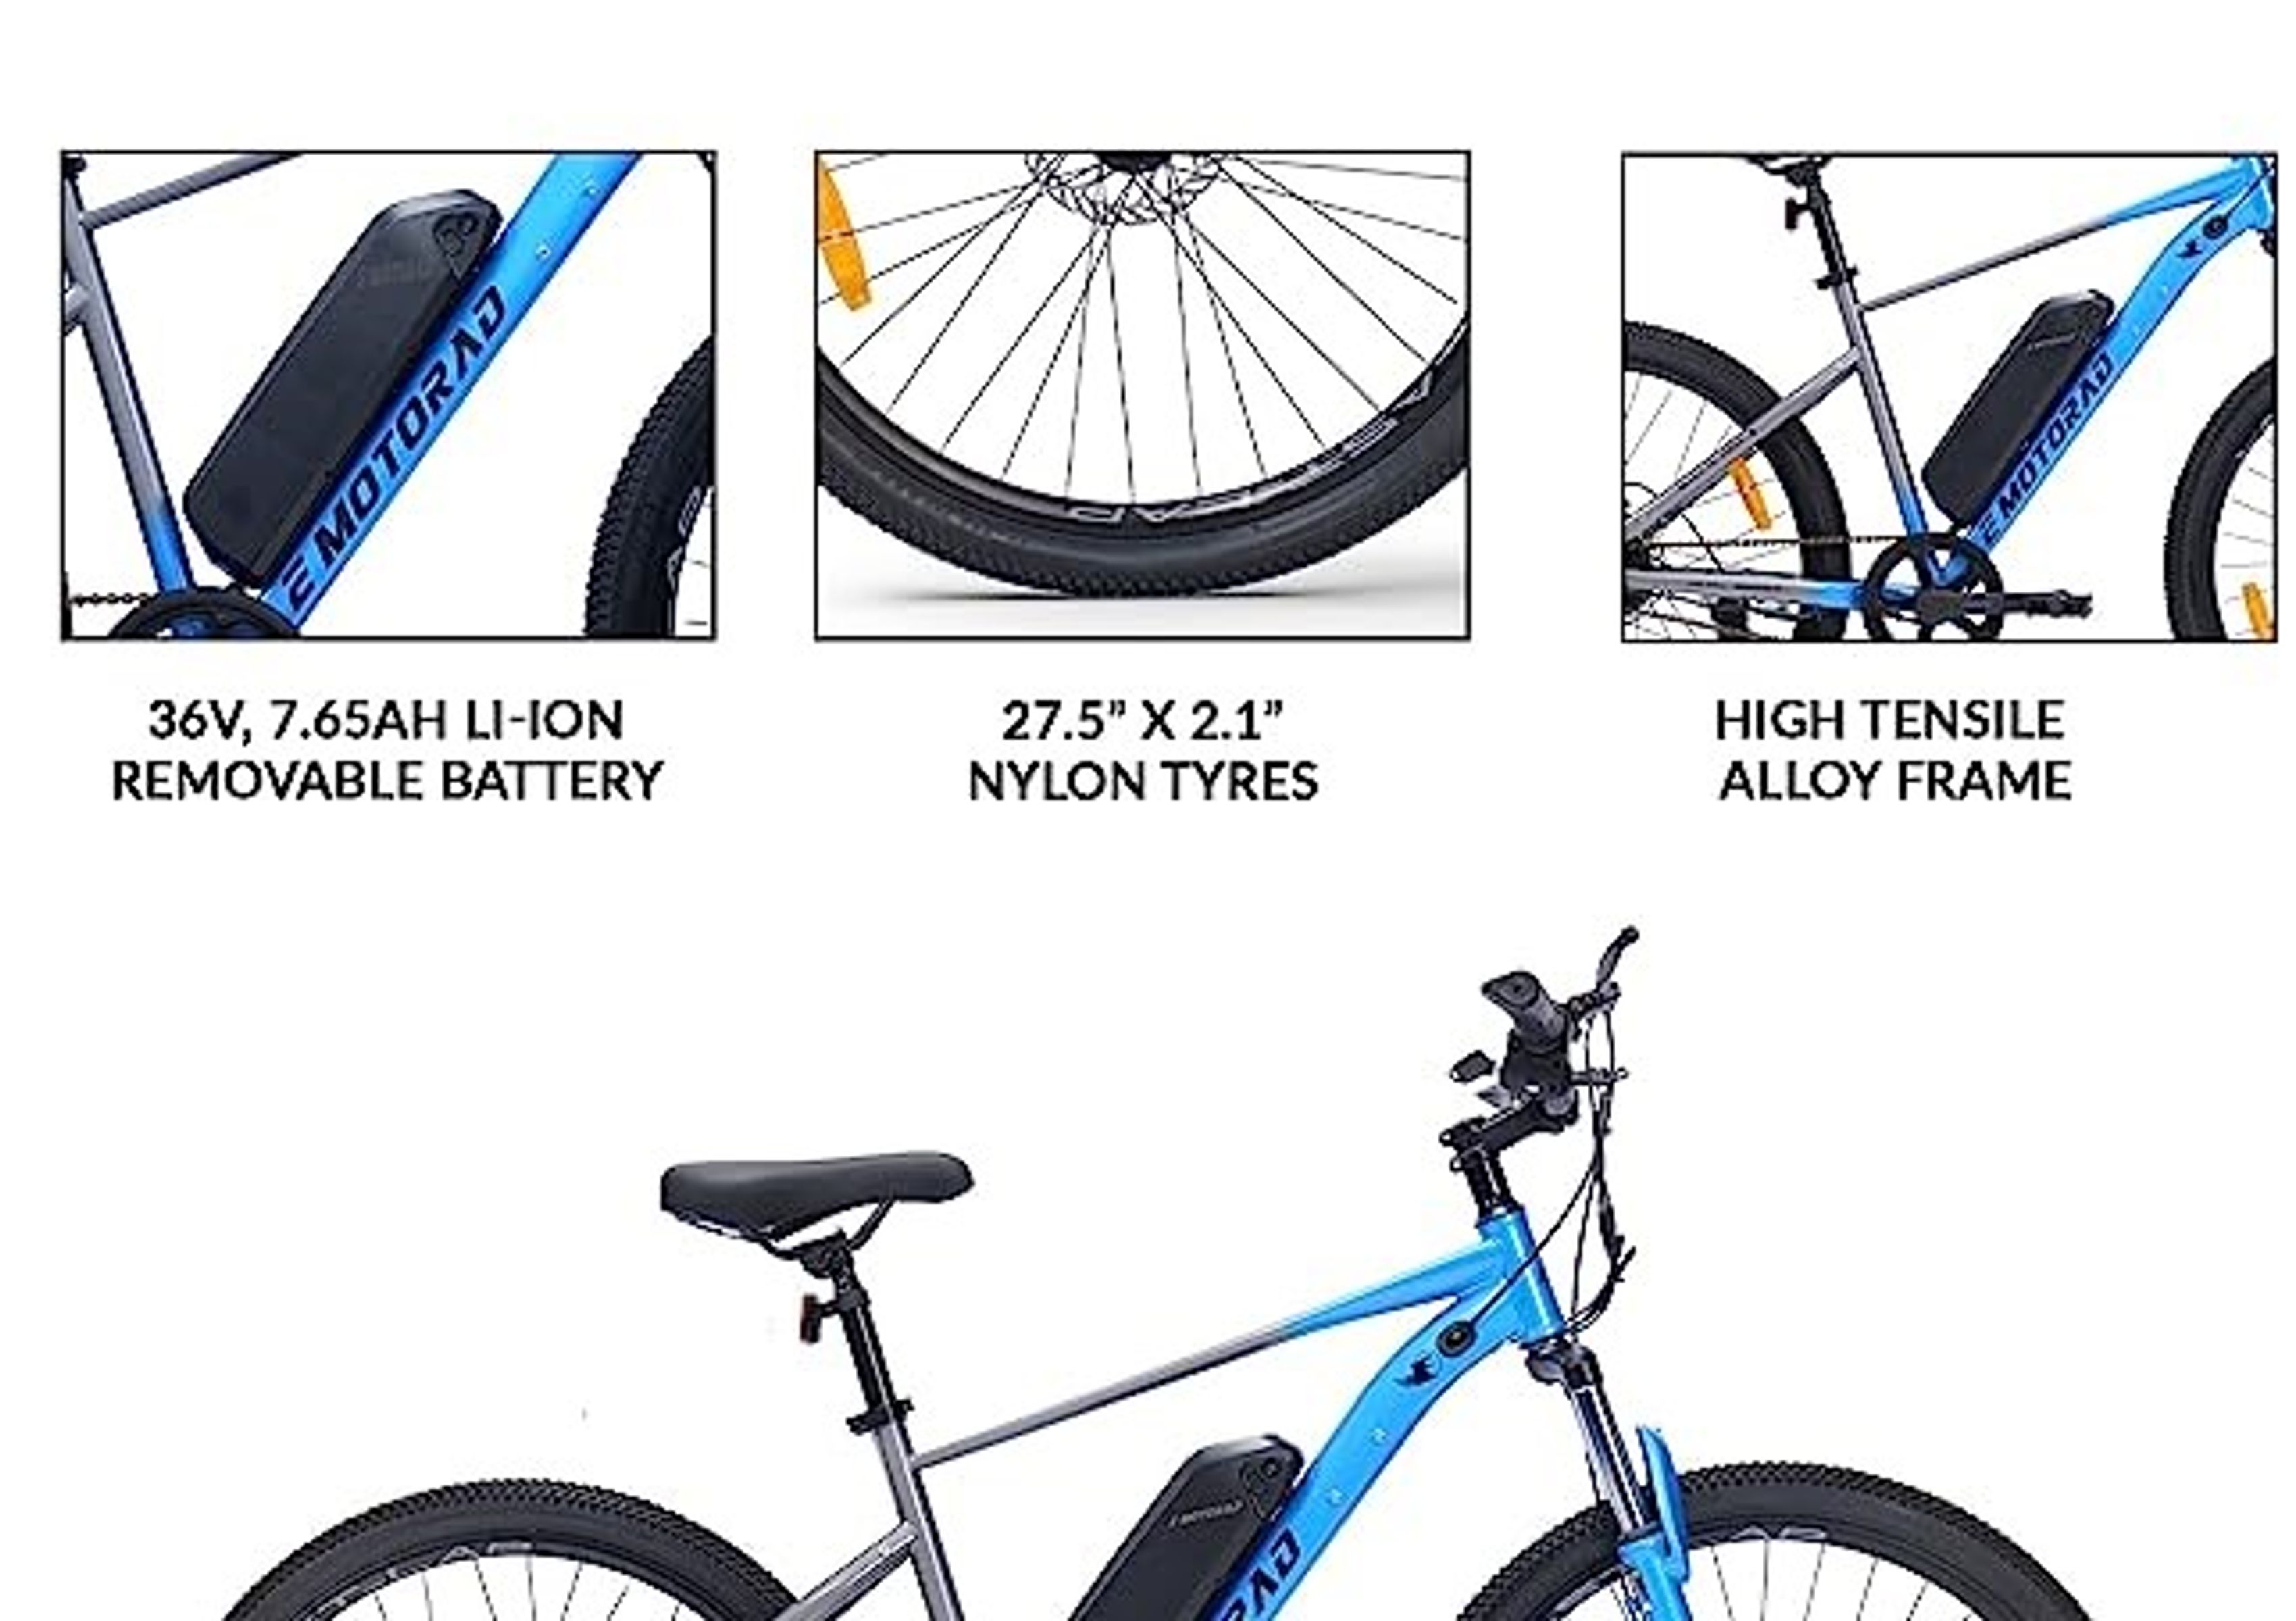 E MOTORAD
E MOTORAD
36V, 7.65AH LI-ION
REMOVABLE BATTERY
27.5” X 2.1”
NYLON TYRES
HIGH TENSILE
ALLOY FRAME
RAD